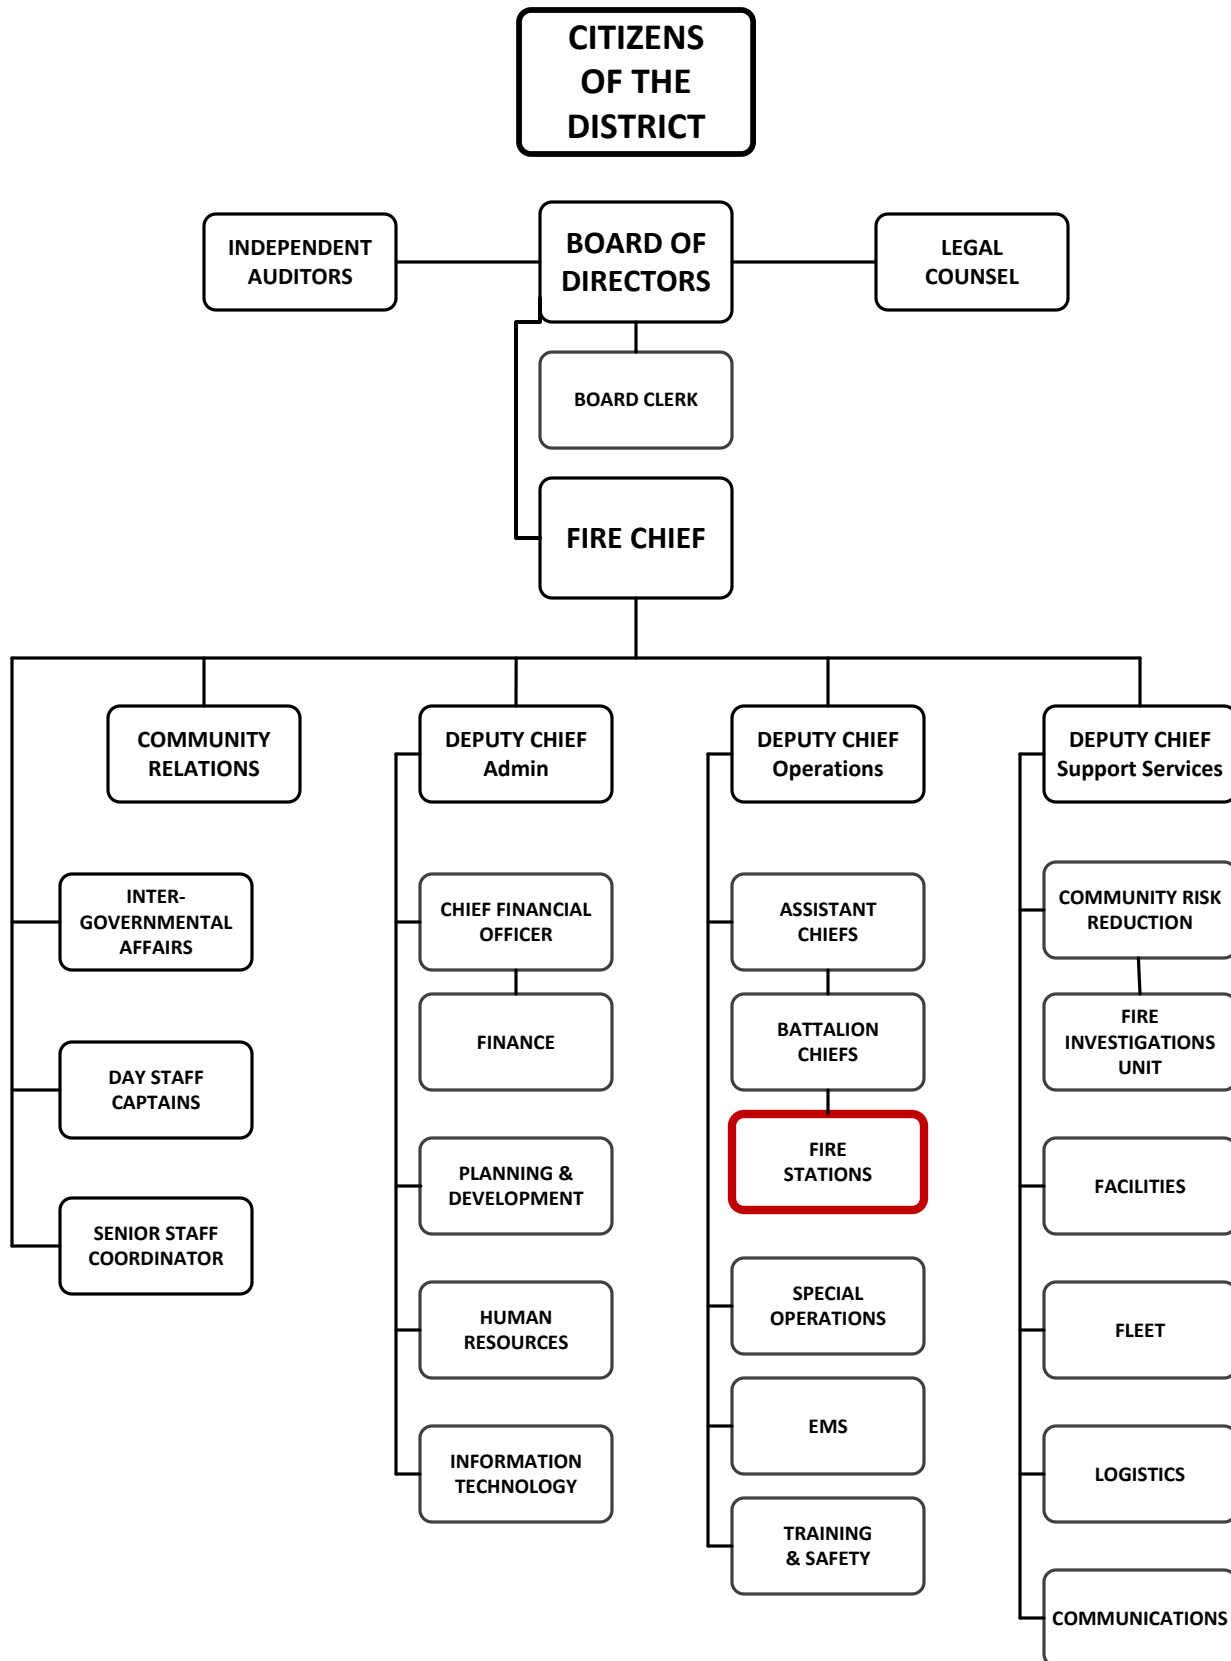 CITIZENS
OF THE
DISTRICT
INDEPENDENT
AUDITORS
BOARD OF
DIRECTORS
LEGAL
COUNSEL
BOARD CLERK
FIRE CHIEF
COMMUNITY
RELATIONS
DEPUTY CHIEF
Admin
DEPUTY CHIEF
Operations
DEPUTY CHIEF
Support Services
INTER-
GOVERNMENTAL
AFFAIRS
CHIEF FINANCIAL
OFFICER
ASSISTANT
CHIEFS
COMMUNITY RISK
REDUCTION
FINANCE
BATTALION
CHIEFS
FIRE
INVESTIGATIONS
UNIT
DAY STAFF
CAPTAINS
PLANNING &
DEVELOPMENT
FIRE
STATIONS
FACILITIES
SENIOR STAFF
COORDINATOR
HUMAN
RESOURCES
SPECIAL
OPERATIONS
FLEET
INFORMATION
TECHNOLOGY
EMS
LOGISTICS
TRAINING
& SAFETY
COMMUNICATIONS